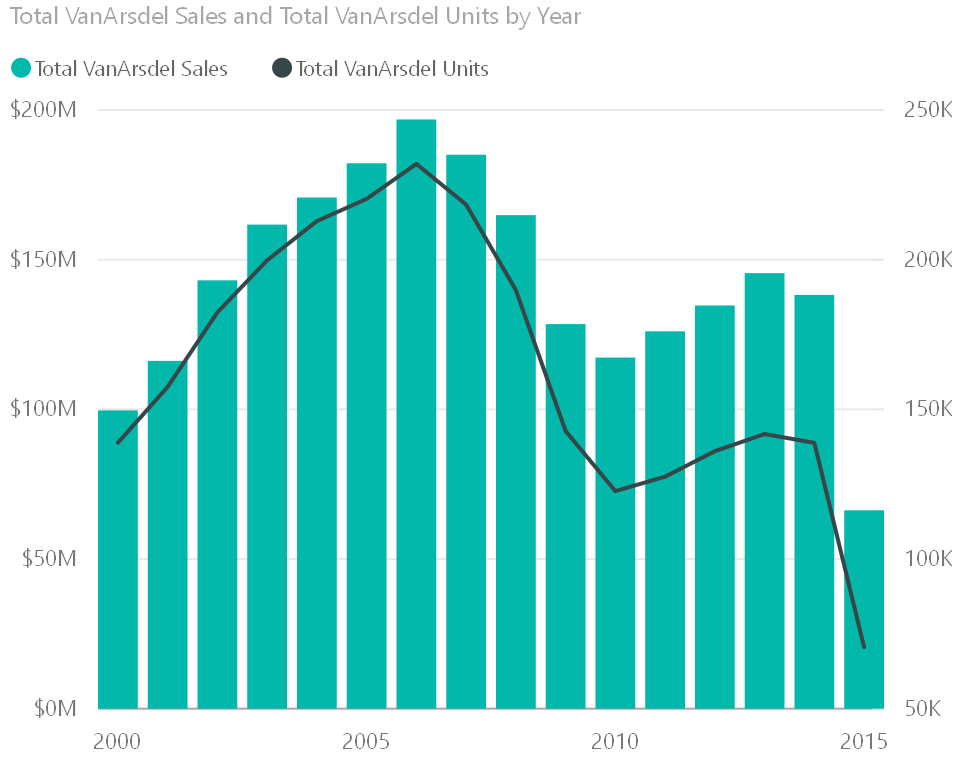 Total VanArsdel Sales and Total VanArsdel Units by Year
Total VanArsdel Sales Total VanArsdel Units
$200M 250K
$150M 200K
$100M 150K
$50M 100K
$0M 50K
2000 2005 2010 2015